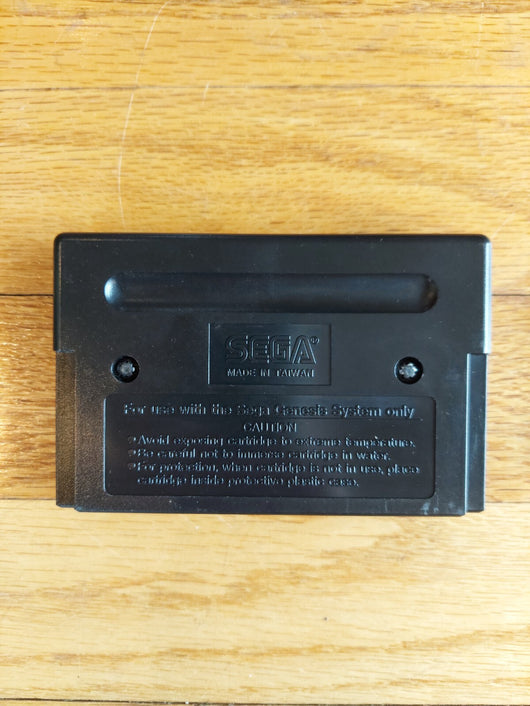 SEGA®
MADE IN TAIWAN
For use with the Sega Genesis System only
CAUTION
•Avoid exposing cartridge to extreme temperature.
•Be careful not to immerse cartridge in water.
•For protection, when cartridge is not in use, place
cartridge inside protective plastic case.